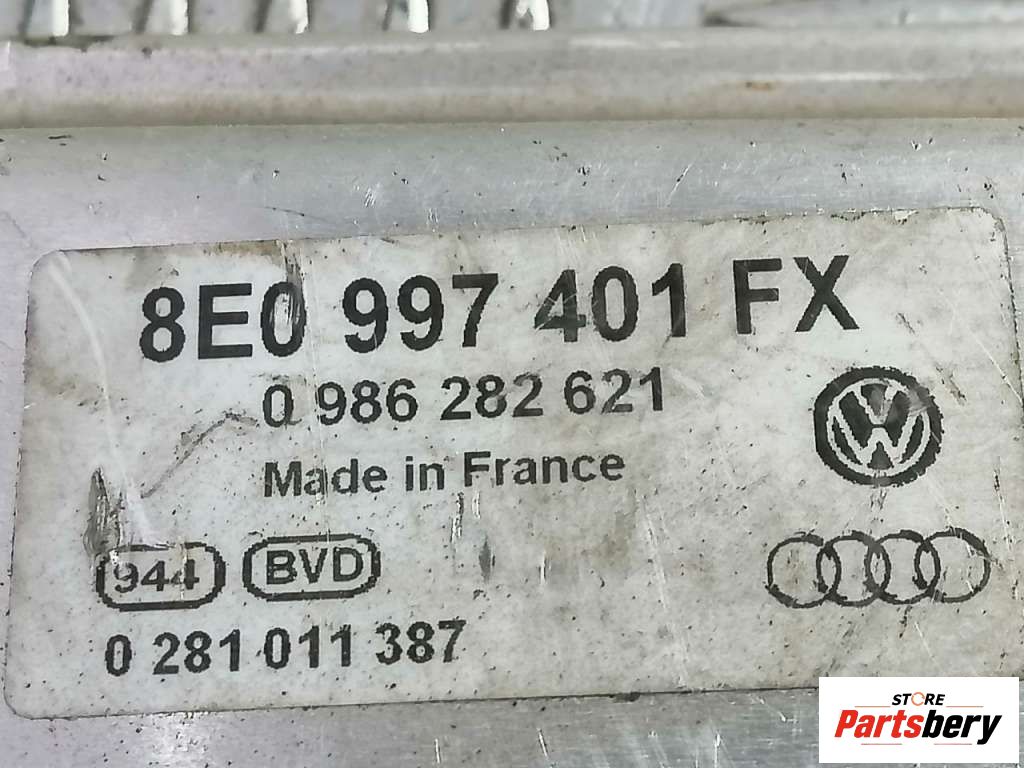 8E0 997 401 FX
0 986 282 621
Made in France
944 BVD
0 281 011 387
STORE
Partsbery